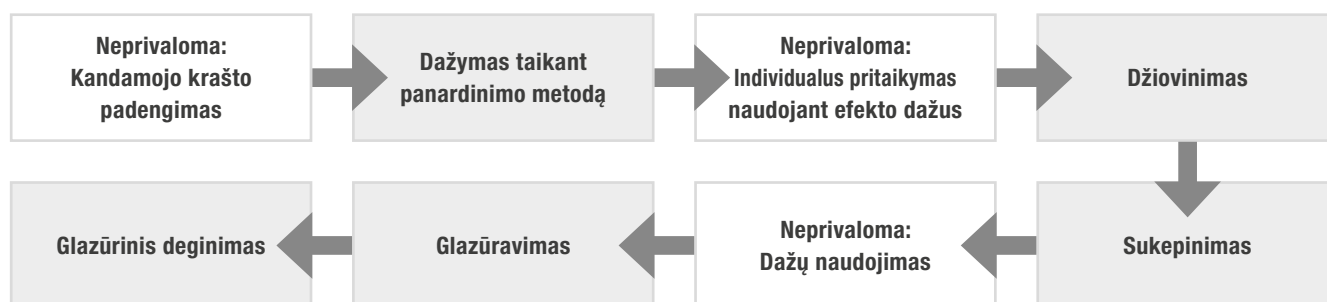 Neprivaloma:
Kandamojo krašto
padengimas
Dažymas taikant
panardinimo metodą
Neprivaloma:
Individualus pritaikymas
naudojant efekto dažus
Džiovinimas
Sukepinimas
Neprivaloma:
Dažų naudojimas
Glazūravimas
Glazūrinis deginimas